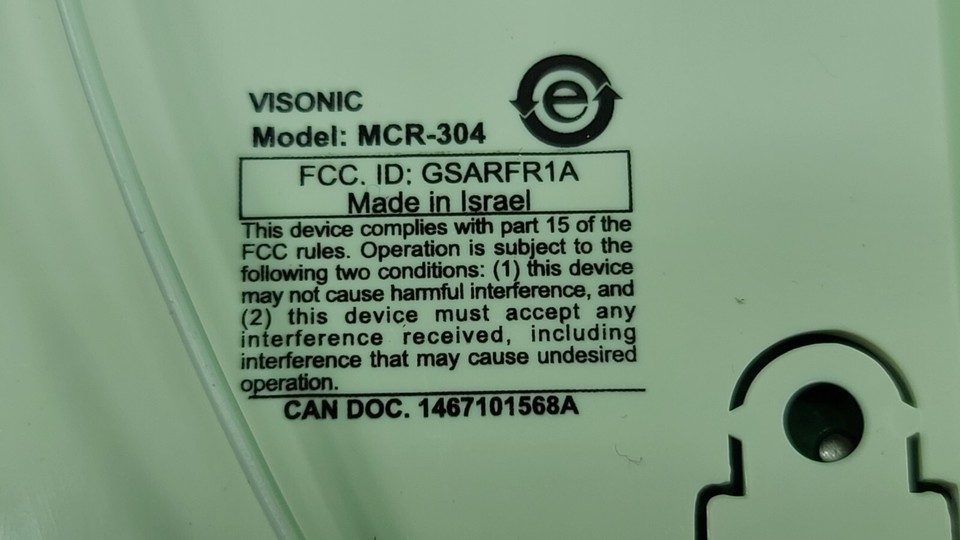 VISONIC
e
Model: MCR-304
FCC. ID: GSARFR1A
Made in Israel
This device complies with part 15 of the
FCC rules. Operation is subject to the
following two conditions: (1) this device
may not cause harmful interference, and
(2) this device must accept any
interference received, including
interference that may cause undesired
operation.
CAN DOC. 1467101568A